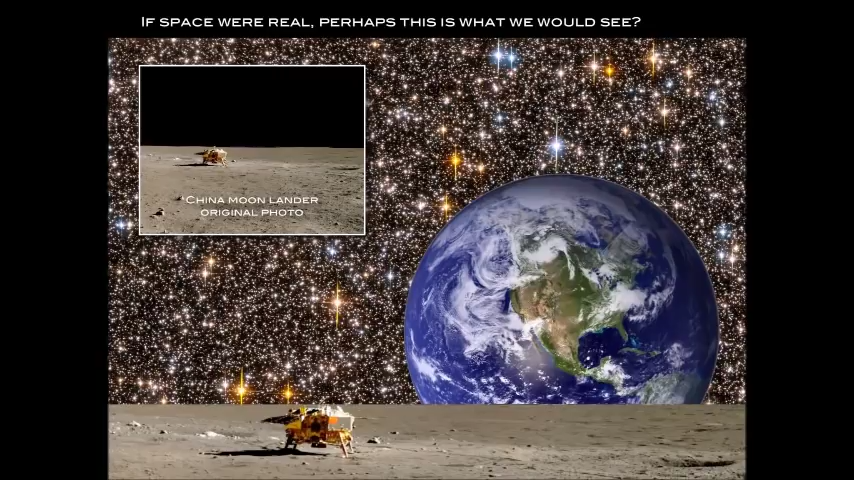 If space were real, perhaps this is what we would see?
*China moon lander
original photo